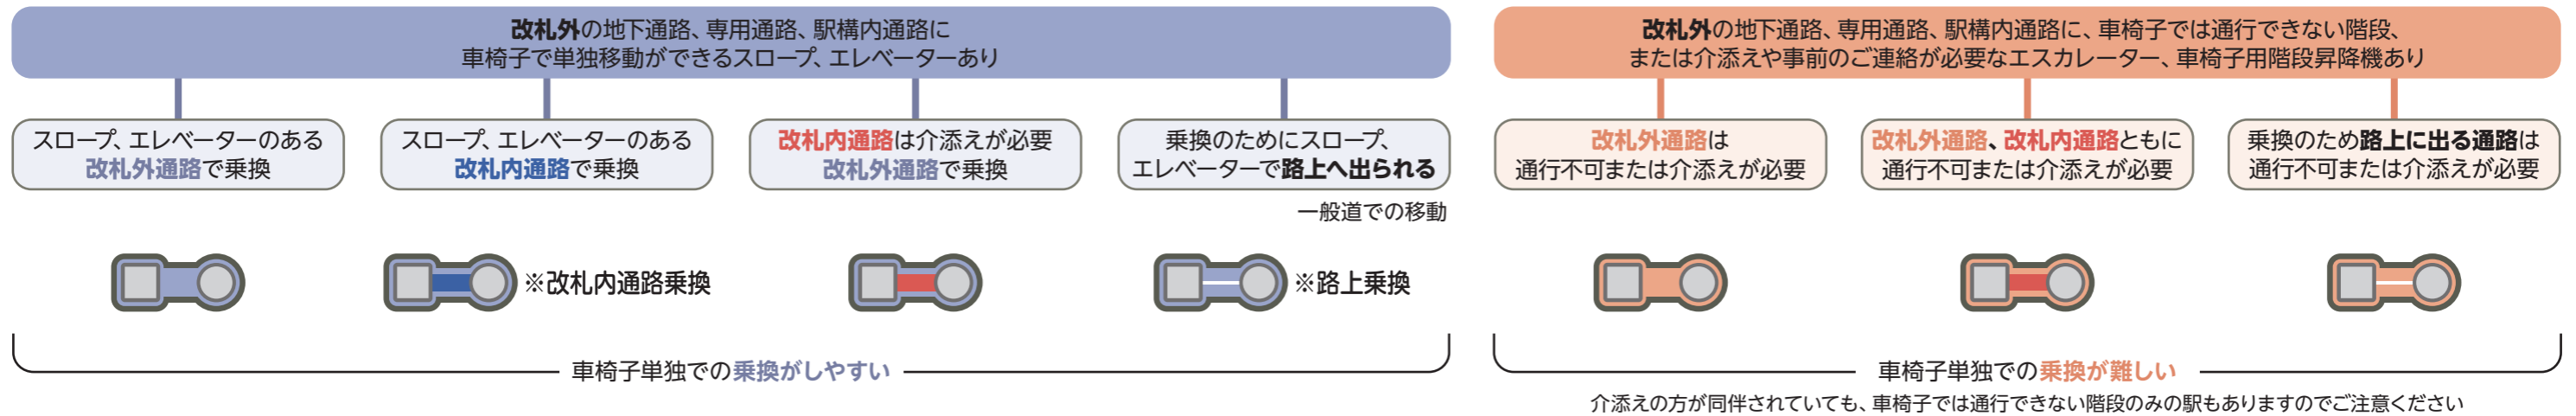 改札外の地下通路、専用通路、駅構内通路に
車椅子で単独移動ができるスロープ、エレベーターあり
スロープ、エレベーターのある
改札外通路で乗換
スロープ、エレベーターのある
改札内通路で乗換
改札内通路は介添えが必要
改札外通路で乗換
乗換のためにスロープ、
エレベーターで路上へ出られる
一般道での移動
※改札内通路乗換
※路上乗換
車椅子単独での乗換がしやすい
改札外の地下通路、専用通路、駅構内通路に、車椅子では通行できない階段、
または介添えや事前のご連絡が必要なエスカレーター、車椅子用階段昇降機あり
改札外通路は
通行不可または介添えが必要
改札外通路、改札内通路ともに
通行不可または介添えが必要
乗換のため路上に出る通路は
通行不可または介添えが必要
車椅子単独での乗換が難しい
介添えの方が同伴されていても、車椅子では通行できない階段のみの駅もありますのでご注意ください